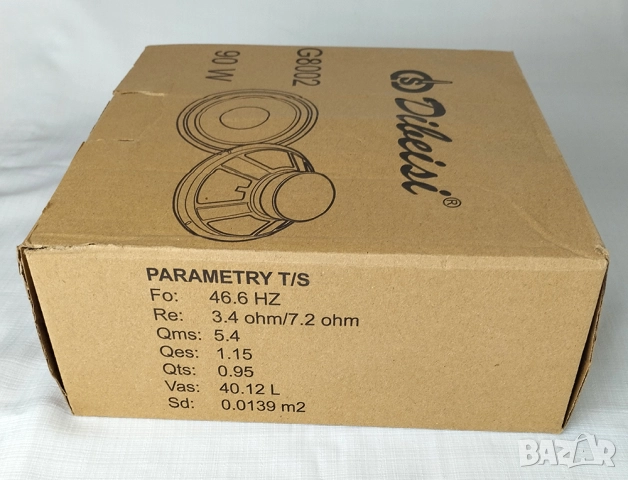 Dibeisi®
G8002
90 W
PARAMETRY T/S
Fo: 46.6 HZ
Re: 3.4 ohm/7.2 ohm
Qms: 5.4
Qes: 1.15
Qts: 0.95
Vas: 40.12 L
Sd: 0.0139 m2
BAZAR